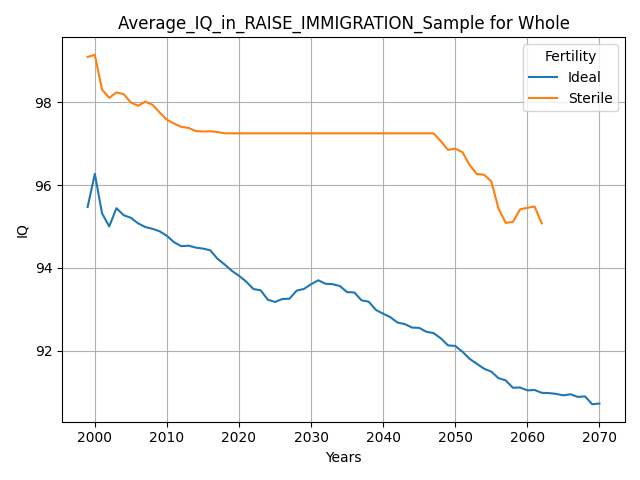 Average_IQ_in_RAISE_IMMIGRATION_Sample for Whole
Fertility
Ideal
Sterile
IQ
98
96
94
92
2000 2010 2020 2030 2040 2050 2060 2070
Years